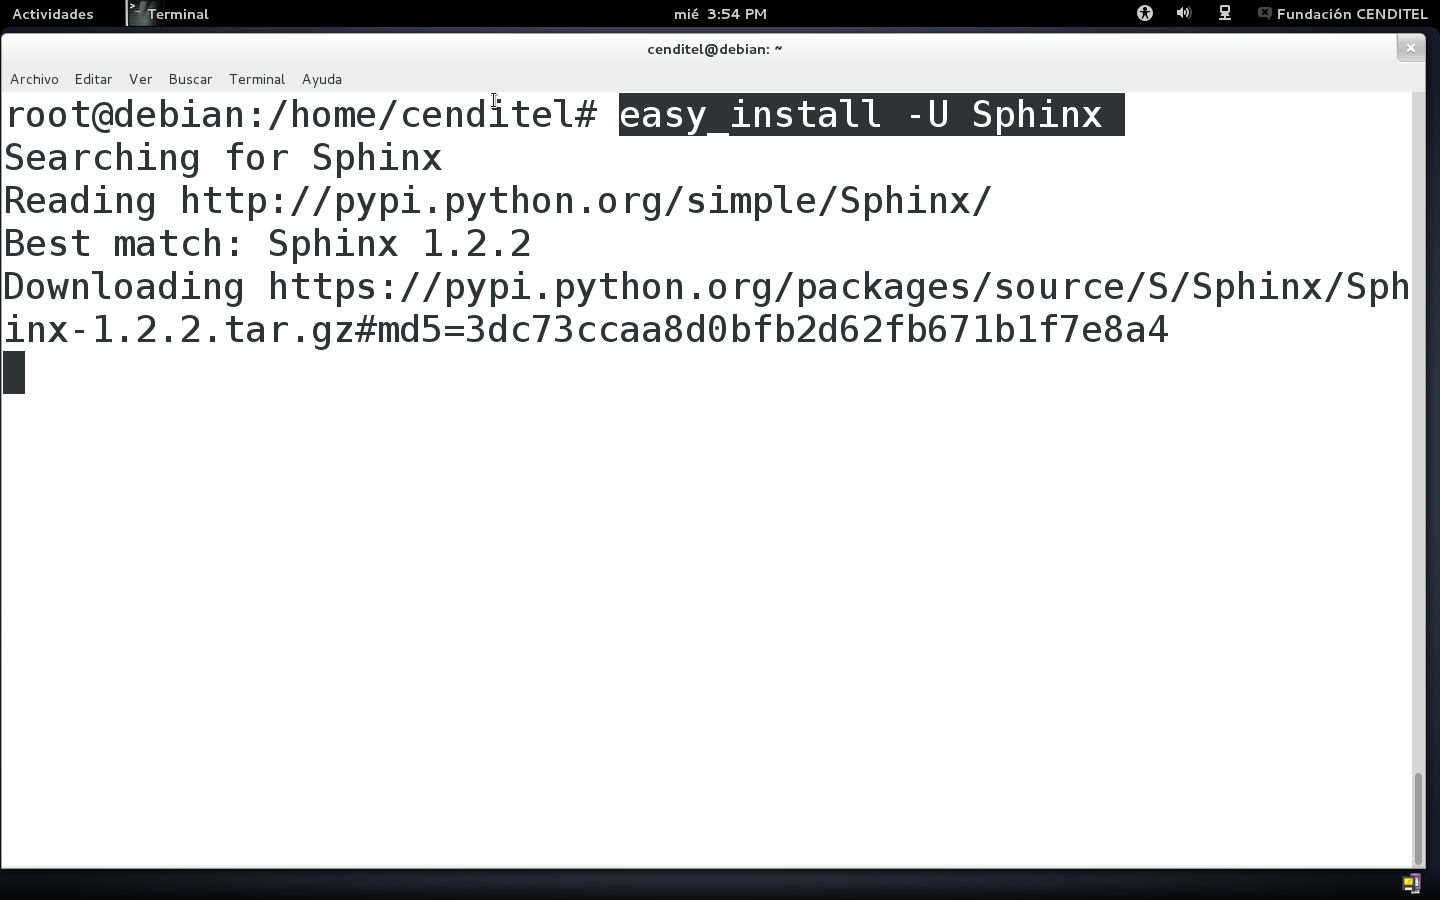 Actividades Terminal mié 3:54 PM Fundación CENDITEL
cenditel@debian: ~
Archivo Editar Ver Buscar Terminal Ayuda
root@debian:/home/cenditel# easy_install -U Sphinx
Searching for Sphinx
Reading http://pypi.python.org/simple/Sphinx/
Best match: Sphinx 1.2.2
Downloading https://pypi.python.org/packages/source/S/Sphinx/Sph
inx-1.2.2.tar.gz#md5=3dc73ccaa8d0bfb2d62fb671b1f7e8a4